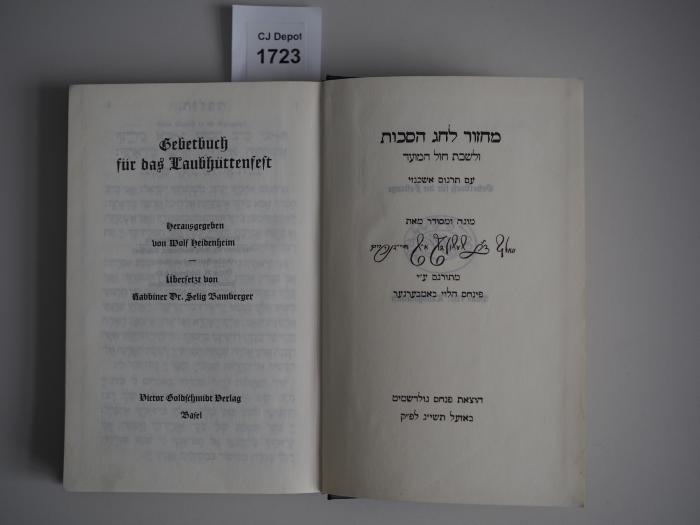 CJ Depot
1723
Gebetbuch
für das Laubhüttenfest
Herausgegeben
von Wolf Heidenheim
—
Übersetzt von
Rabbiner Dr. Selig Bamberger
Victor Goldschmidt Verlag
Basel
מחזור לחג הסכות
ולשבת חול המועד
עם תרגום אשכנזי
מוגה ומסודר מאת
מתורגם ע״י
פינחס הלוי באמבערגער
הוצאת פנחס גולדשמיט
באזעל תשי״ג לפ״ק